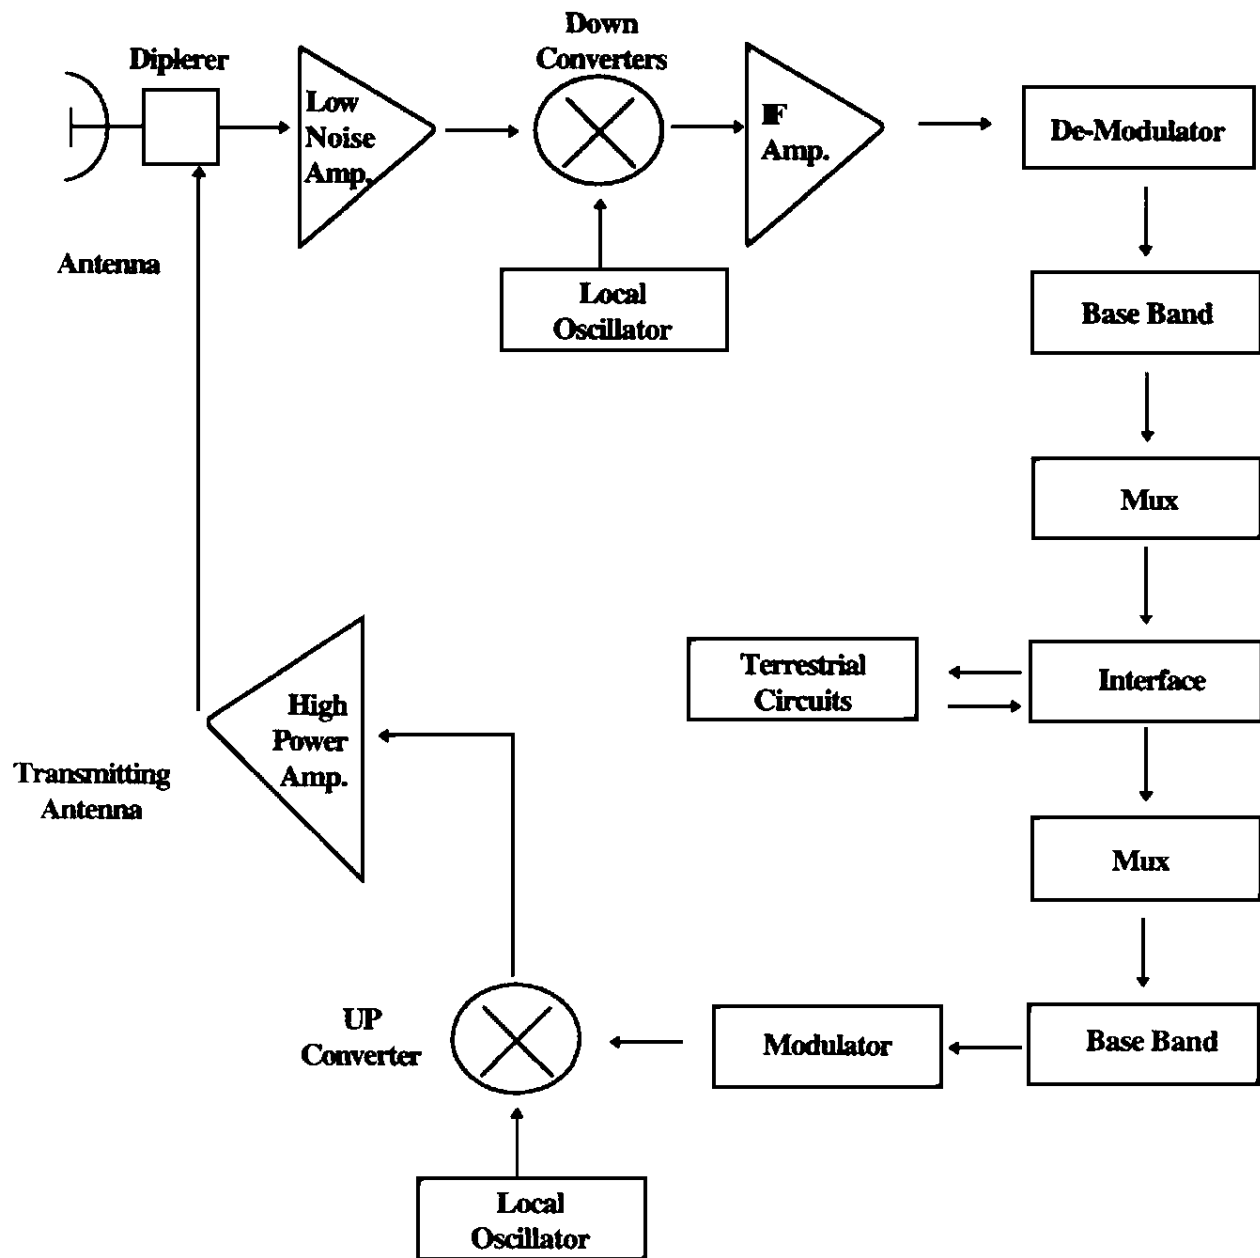 Diplerer
Down
Converters
Low
Noise
Amp.
IF
Amp.
De-Modulator
Antenna
Local
Oscillator
Base Band
Mux
Terrestrial
Circuits
Interface
High
Power
Amp.
Transmitting
Antenna
Mux
UP
Converter
Modulator
Base Band
Local
Oscillator